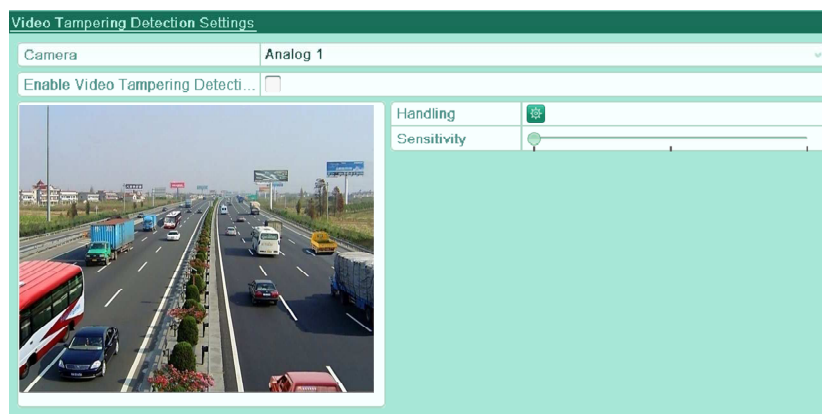 Video Tampering Detection Settings
Camera
Analog 1
Enable Video Tampering Detecti...
Handling
Sensitivity